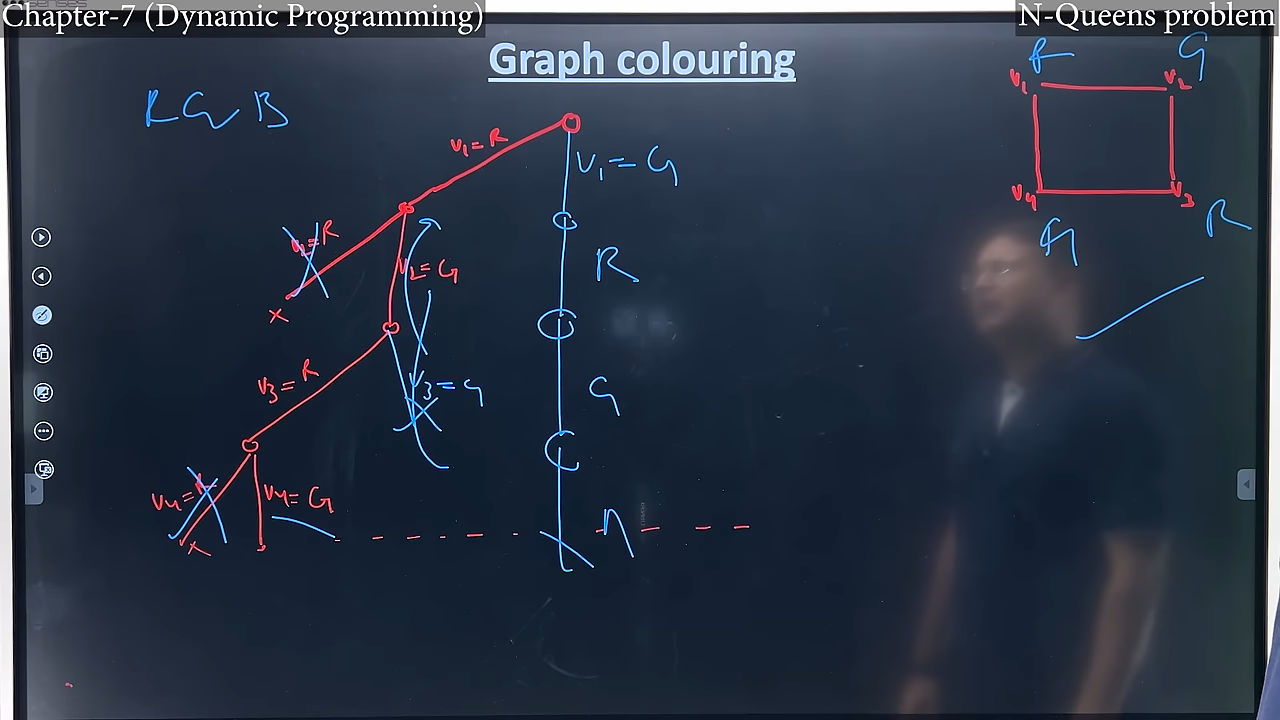 Chapter-7 (Dynamic Programming)
N-Queens problem
Graph colouring
R G B
R
G
v₁
v₂
v₄
v₃
G
R
v₁ = R
v₁ = G
v₂ = R
v₂ = G
R
v₃ = R
v₃ = G
G
v₄ = R
v₄ = G
R